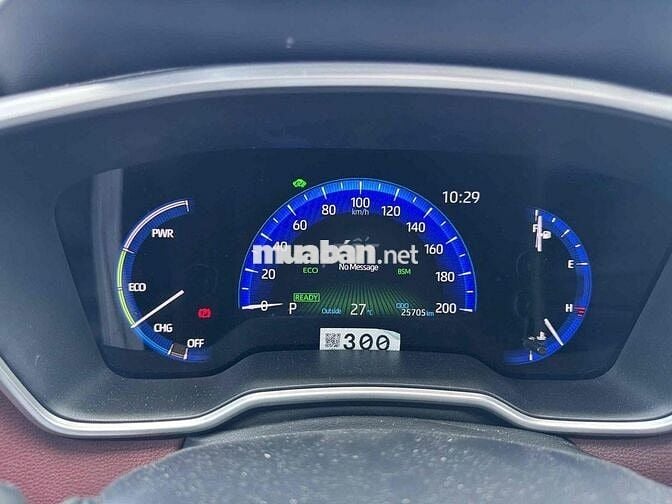 10:29
PWR
ECO
CHG
OFF
0
20
40
60
80
100
120
140
160
180
200
km/h
muaban.net
ECO
No Message
BSM
READY
P
Outside 27°C
25705 km
F
E
H
300